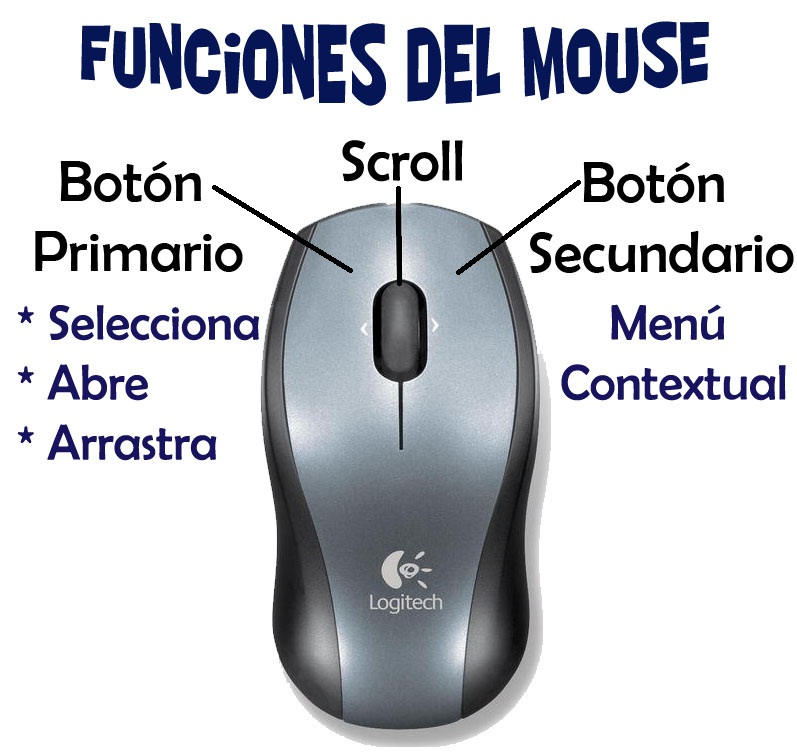 FUNCIONES DEL MOUSE
Scroll
Botón
Primario
* Selecciona
* Abre
* Arrastra
Botón
Secundario
Menú
Contextual
Logitech